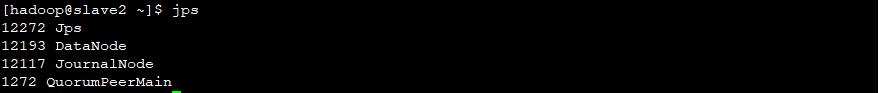 [hadoop@slave2 ~]$ jps
12272 Jps
12193 DataNode
12117 JournalNode
1272 QuorumPeerMain